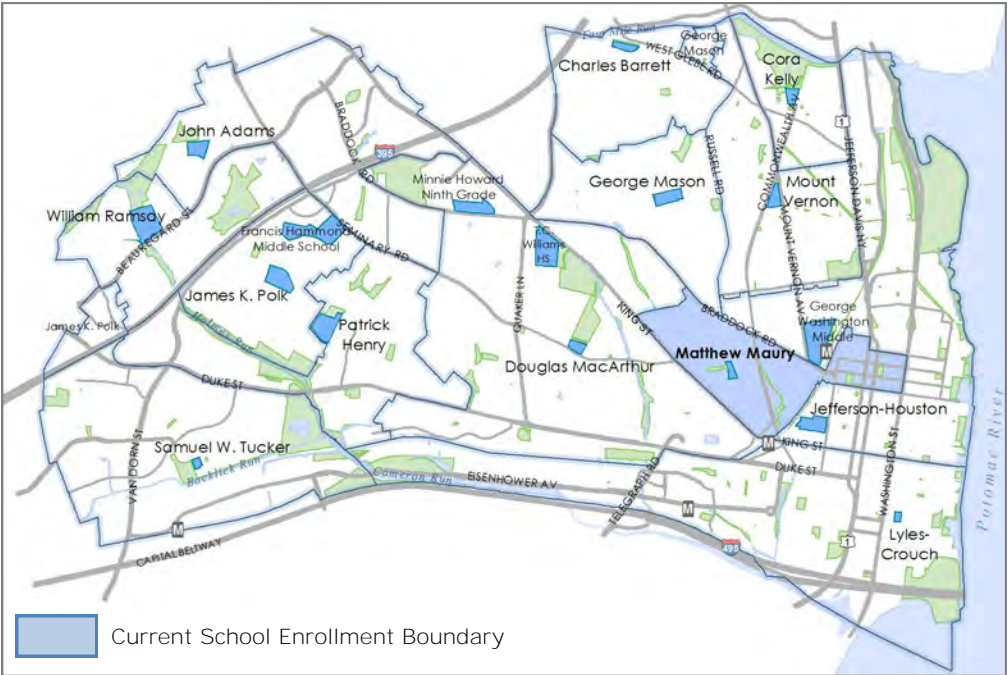 Four Mile Run
George
Mason
WEST GLEBE RD
Charles Barrett
Cora
Kelly
1
JEFFERSON DAVIS HY
COMMONWEALTH AV
RUSSELL RD
BRADDOCK RD
John Adams
395
Minnie Howard
Ninth Grade
George Mason
Mount
Vernon
MOUNT VERNON AV
William Ramsay
BEAUREGARD ST
Francis Hammond
Middle School
SEMINARY RD
T.C.
Williams
HS
QUAKER LN
KING ST
James K. Polk
James K. Polk
Holmes Run
Patrick
Henry
BRADDOCK RD
George
Washington
Middle
M
Matthew Maury
Douglas MacArthur
DUKE ST
Jefferson-Houston
M
KING ST
DUKE ST
WASHINGTON ST
Potomac River
Samuel W. Tucker
Backlick Run
VAN DORN ST
Cameron Run
EISENHOWER AV
TELEGRAPH RD
M
M
CAPITAL BELTWAY
495
1
Lyles-
Crouch
Current School Enrollment Boundary